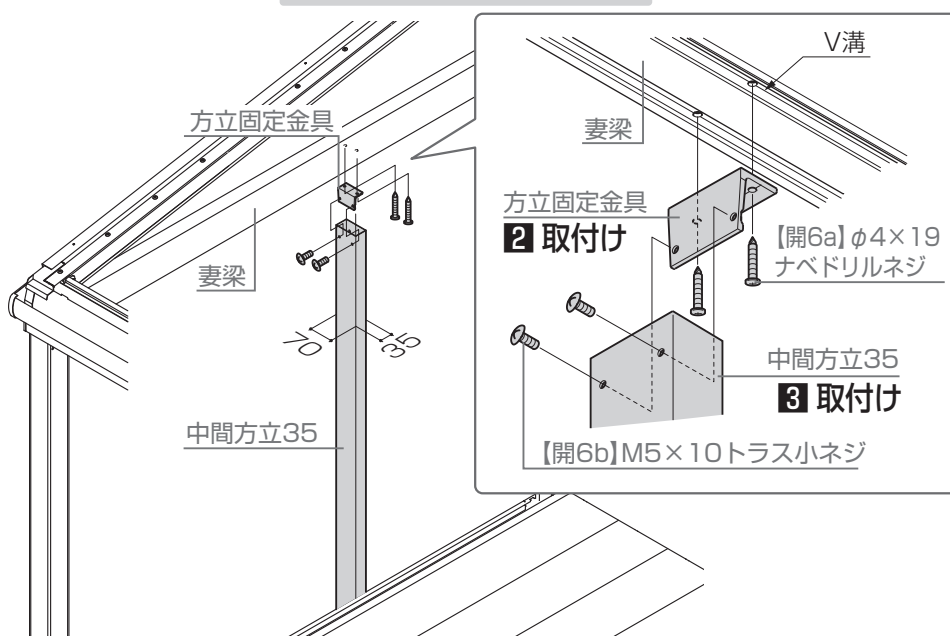 方立固定金具
妻梁
70
35
中間方立35
V溝
妻梁
方立固定金具
2 取付け
【開6a】φ4×19
ナベドリルネジ
中間方立35
3 取付け
【開6b】M5×10トラス小ネジ